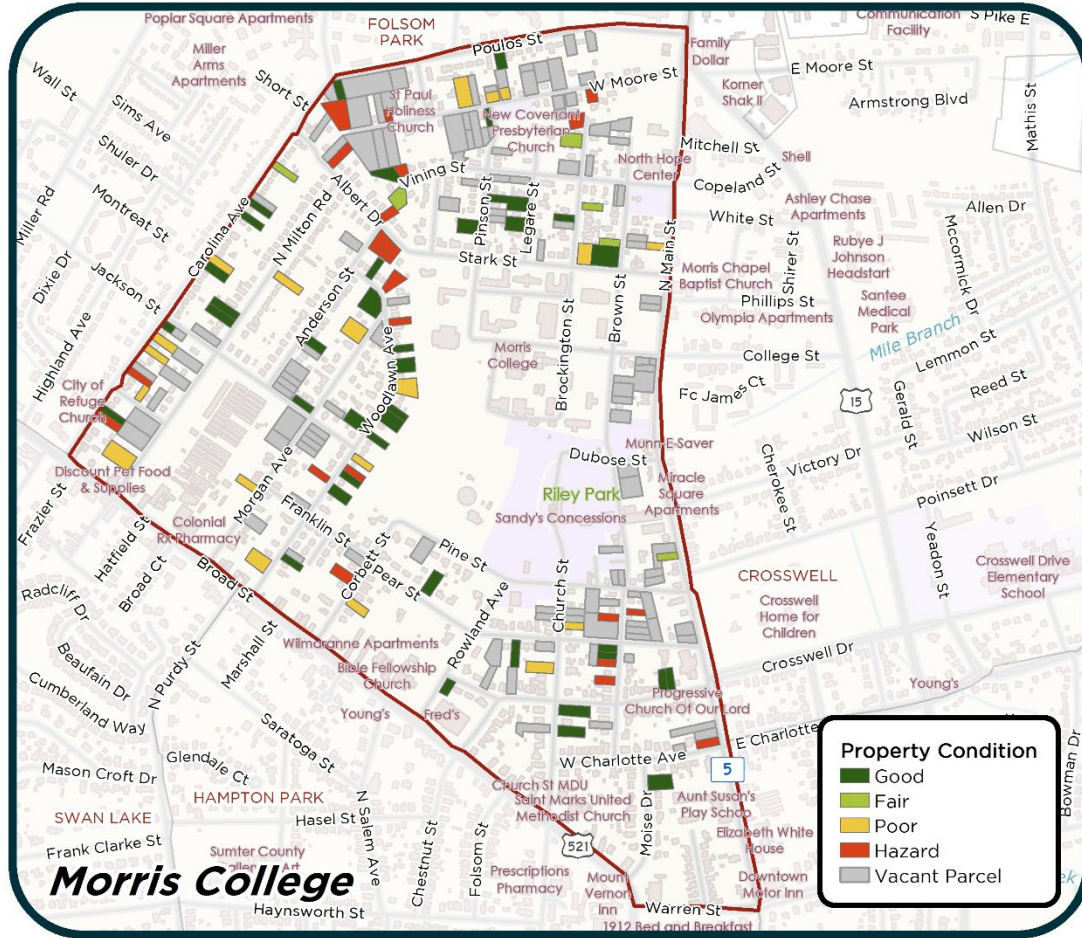 Poplar Square Apartments
FOLSOM
PARK
Poulos St
Communication
Facility
S Pike E
Miller
Arms
Apartments
Short St
Wall St
Sims Ave
Shuler Dr
Montreat St
Miller Rd
Dixie Dr
Jackson St
Highland Ave
Carolina Ave
N Milton Rd
Albert Dr
St Paul
Holiness
Church
Vining St
New Covenant
Presbyterian
Church
W Moore St
Family
Dollar
Korner
Shak II
E Moore St
Armstrong Blvd
Mathis St
Mitchell St
Shell
North Hope
Center
Copeland St
White St
Ashley Chase
Apartments
Allen Dr
Mccormick Dr
Rubye J
Johnson
Headstart
Pinson St
Legare St
Stark St
Brown St
N Main St
Morris Chapel
Baptist Church
Shirer St
Phillips St
Olympia Apartments
Santee
Medical
Park
Mile Branch
Lemmon St
Anderson St
Woodlawn Ave
Morris
College
Brockington St
College St
Fc James Ct
15
Gerald St
Reed St
Wilson St
City of
Refuge
Church
Munn-E-Saver
Dubose St
Riley Park
Sandy's Concessions
Miracle
Square
Apartments
Cherokee St
Victory Dr
Poinsett Dr
Yeadon St
Discount Pet Food
& Supplies
Frazier St
Hatfield St
Broad Ct
Colonial
Rx Pharmacy
Morgan Ave
Franklin St
Corbett St
Pine St
Pear St
Broad St
Rowland Ave
Church St
CROSSWELL
Crosswell
Home for
Children
Crosswell Drive
Elementary
School
Crosswell Dr
Young's
Radcliff Dr
Beaufain Dr
Cumberland Way
N Purdy St
Marshall St
Wilmaranne Apartments
Bible Fellowship
Church
Young's
Fred's
Progressive
Church Of Our Lord
E Charlotte
W Charlotte Ave
5
Saratoga St
Glendale Ct
Mason Croft Dr
HAMPTON PARK
SWAN LAKE
Hasel St
N Salem Ave
Chestnut St
Folsom St
Frank Clarke St
Sumter County
Haynsworth St
Church St MDU
Saint Marks United
Methodist Church
521
Moise Dr
Aunt Susan's
Play School
Elizabeth White
House
Prescriptions
Pharmacy
Mount
Vernon
Inn
Downtown
Motor Inn
Warren St
1912 Bed and Breakfast
Bowman Dr
Property Condition
Good
Fair
Poor
Hazard
Vacant Parcel
Morris College